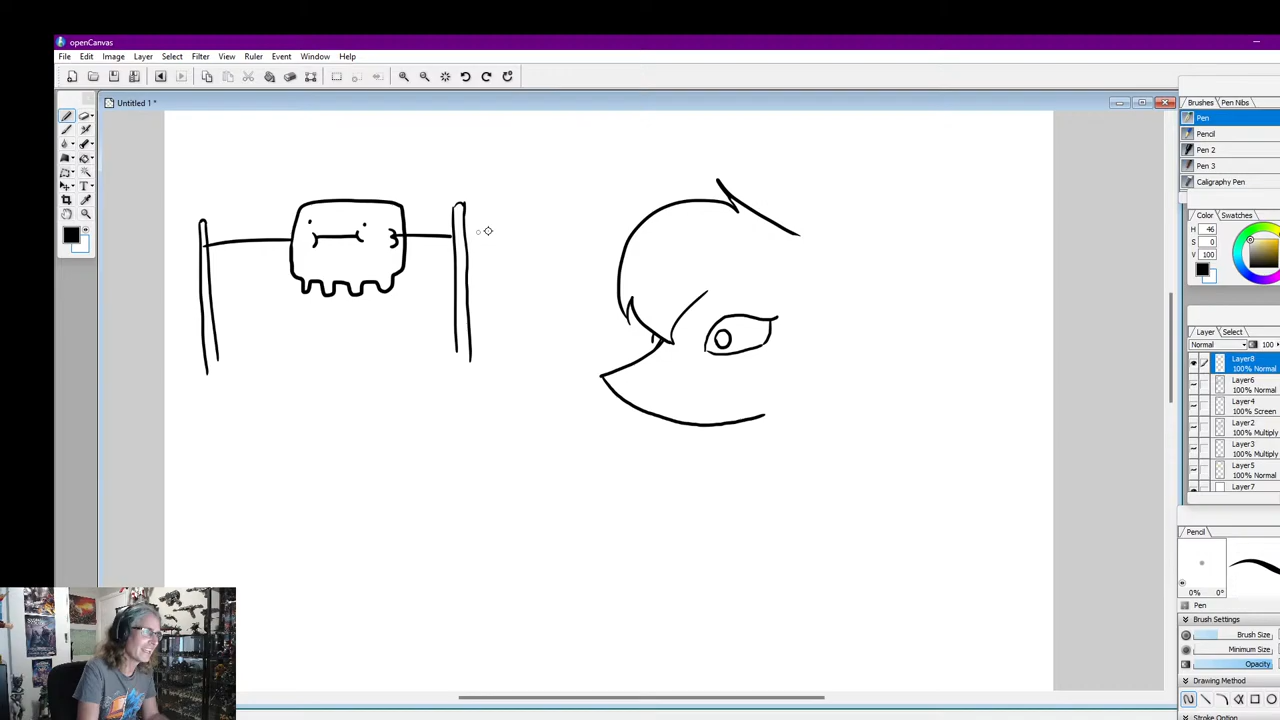 openCanvas
File Edit Image Layer Select Filter View Ruler Event Window Help
Untitled 1 *
Brushes Pen Nibs
Pen
Pencil
Pen 2
Pen 3
Caligraphy Pen
Color Swatches
H 46
S 0
V 100
Layer Select
Normal 100
Layer8
100% Normal
Layer6
100% Normal
Layer4
100% Screen
Layer2
100% Multiply
Layer3
100% Multiply
Layer5
100% Normal
Layer7
Pencil
0% 0°
Pen
Brush Settings
Brush Size
Minimum Size
Opacity
Drawing Method
Stroke Option